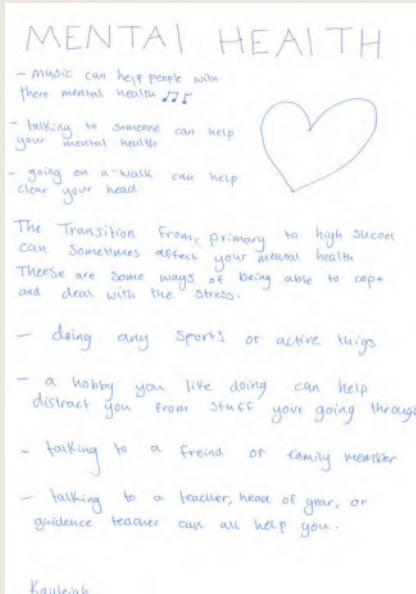 MENTAl HEALTH
- Music can help people with
there mental health
- talking to someone can help
your mental health
- going on a walk can help
clear your head
The Transition From primary to high shcool
can Sometimes affect your mental health
Theese are some ways of being able to cope
and deal with the stress.
- doing any sports or active thigs
- a hobby you like doing can help
distract you from stuff your going through
- talking to a freind or family member
- talking to a teacher, head of year, or
guidence teacher can all help you.
Kayleigh